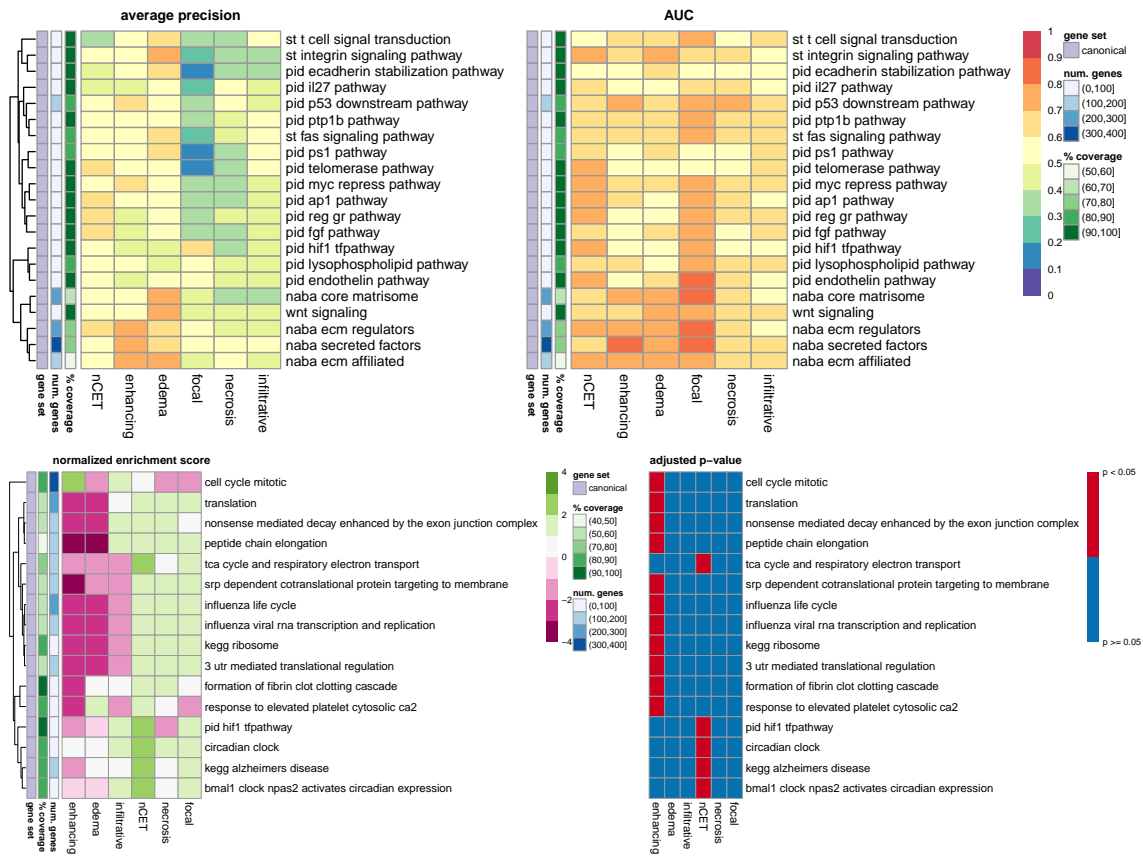 average precision
st t cell signal transduction
st integrin signaling pathway
pid ecadherin stabilization pathway
pid il27 pathway
pid p53 downstream pathway
pid ptp1b pathway
st fas signaling pathway
pid ps1 pathway
pid telomerase pathway
pid myc repress pathway
pid ap1 pathway
pid reg gr pathway
pid fgf pathway
pid hif1 tfpathway
pid lysophospholipid pathway
pid endothelin pathway
naba core matrisome
wnt signaling
naba ecm regulators
naba secreted factors
naba ecm affiliated
gene set
num. genes
% coverage
nCET
enhancing
edema
focal
necrosis
infiltrative
AUC
st t cell signal transduction
st integrin signaling pathway
pid ecadherin stabilization pathway
pid il27 pathway
pid p53 downstream pathway
pid ptp1b pathway
st fas signaling pathway
pid ps1 pathway
pid telomerase pathway
pid myc repress pathway
pid ap1 pathway
pid reg gr pathway
pid fgf pathway
pid hif1 tfpathway
pid lysophospholipid pathway
pid endothelin pathway
naba core matrisome
wnt signaling
naba ecm regulators
naba secreted factors
naba ecm affiliated
gene set
num. genes
% coverage
nCET
enhancing
edema
focal
necrosis
infiltrative
1
0.9
0.8
0.7
0.6
0.5
0.4
0.3
0.2
0.1
0
gene set
canonical
num. genes
(0,100]
(100,200]
(200,300]
(300,400]
% coverage
(50,60]
(60,70]
(70,80]
(80,90]
(90,100]
normalized enrichment score
cell cycle mitotic
translation
nonsense mediated decay enhanced by the exon junction complex
peptide chain elongation
tca cycle and respiratory electron transport
srp dependent cotranslational protein targeting to membrane
influenza life cycle
influenza viral rna transcription and replication
kegg ribosome
3 utr mediated translational regulation
formation of fibrin clot clotting cascade
response to elevated platelet cytosolic ca2
pid hif1 tfpathway
circadian clock
kegg alzheimers disease
bmal1 clock npas2 activates circadian expression
gene set
% coverage
num. genes
enhancing
edema
infiltrative
nCET
necrosis
focal
4
2
0
−2
−4
gene set
canonical
% coverage
(40,50]
(50,60]
(60,70]
(70,80]
(80,90]
(90,100]
num. genes
(0,100]
(100,200]
(200,300]
(300,400]
adjusted p−value
cell cycle mitotic
translation
nonsense mediated decay enhanced by the exon junction complex
peptide chain elongation
tca cycle and respiratory electron transport
srp dependent cotranslational protein targeting to membrane
influenza life cycle
influenza viral rna transcription and replication
kegg ribosome
3 utr mediated translational regulation
formation of fibrin clot clotting cascade
response to elevated platelet cytosolic ca2
pid hif1 tfpathway
circadian clock
kegg alzheimers disease
bmal1 clock npas2 activates circadian expression
enhancing
edema
infiltrative
nCET
necrosis
focal
p < 0.05
p >= 0.05